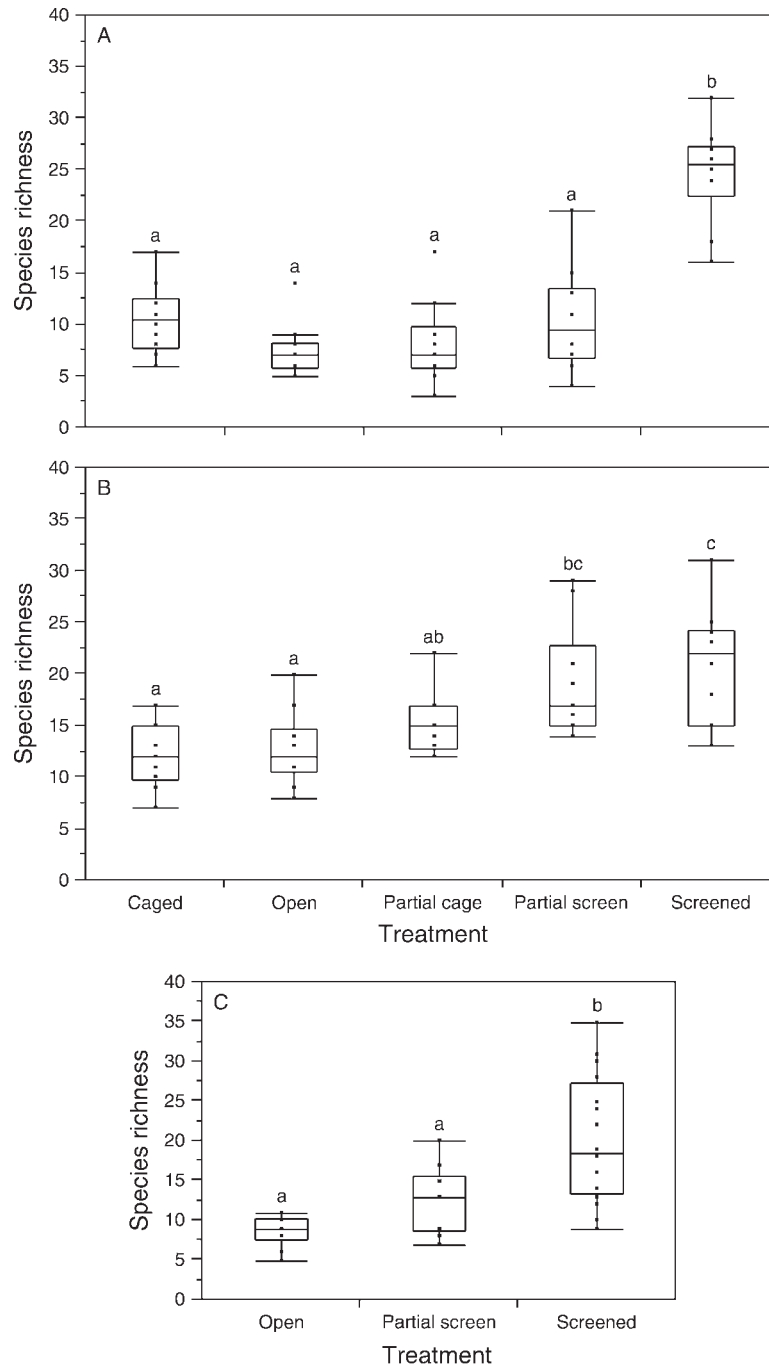 A
Species richness
40
35
30
25
20
15
10
5
0
a
a
a
a
b
B
Species richness
40
35
30
25
20
15
10
5
0
a
a
ab
bc
c
Caged Open Partial cage Partial screen Screened
Treatment
C
Species richness
40
35
30
25
20
15
10
5
0
a
a
b
Open Partial screen Screened
Treatment